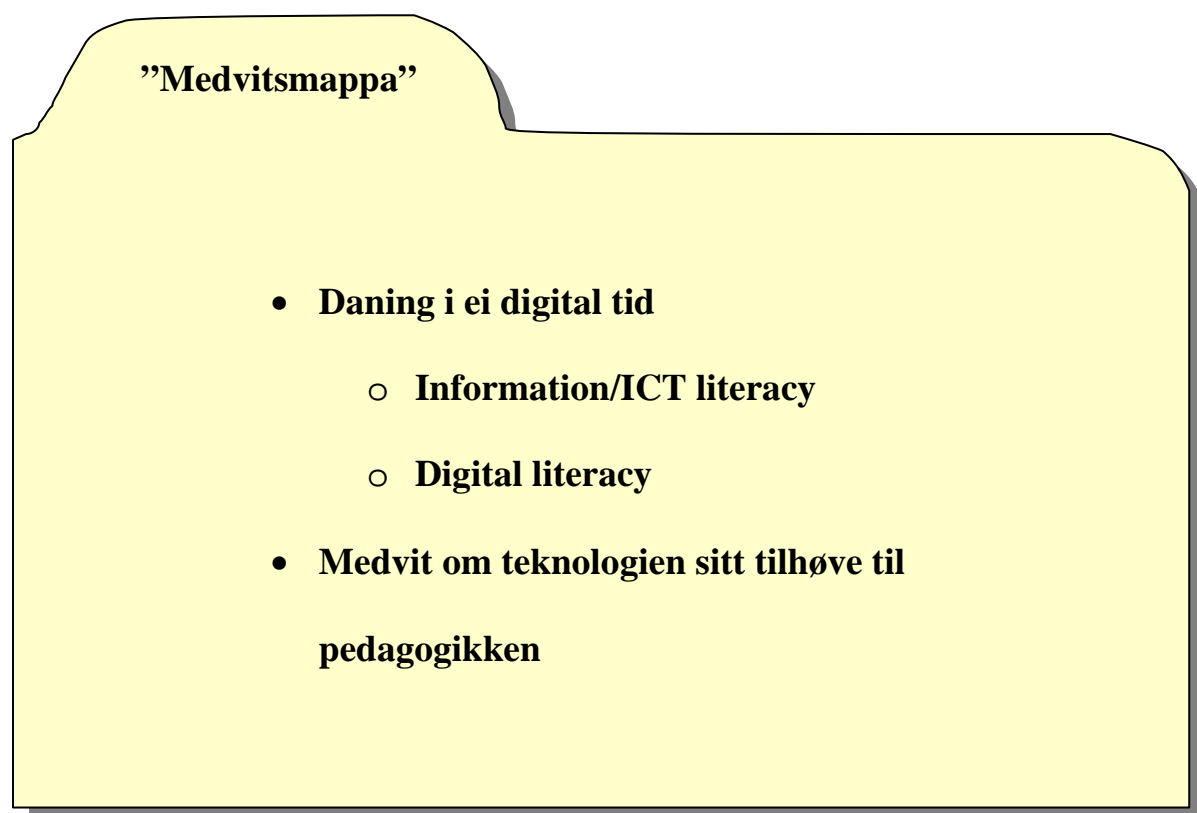 ”Medvitsmappa”
• Daning i ei digital tid
o Information/ICT literacy
o Digital literacy
• Medvit om teknologien sitt tilhøve til
pedagogikken